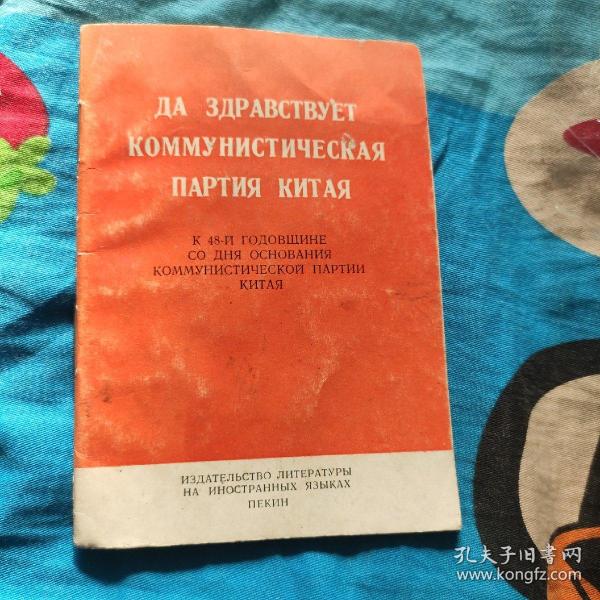 ДА ЗДРАВСТВУЕТ
КОММУНИСТИЧЕСКАЯ
ПАРТИЯ КИТАЯ
К 48-Й ГОДОВЩИНЕ
СО ДНЯ ОСНОВАНИЯ
КОММУНИСТИЧЕСКОЙ ПАРТИИ
КИТАЯ
ИЗДАТЕЛЬСТВО ЛИТЕРАТУРЫ
НА ИНОСТРАННЫХ ЯЗЫКАХ
ПЕКИН
孔夫子旧书网
www.kongfz.com